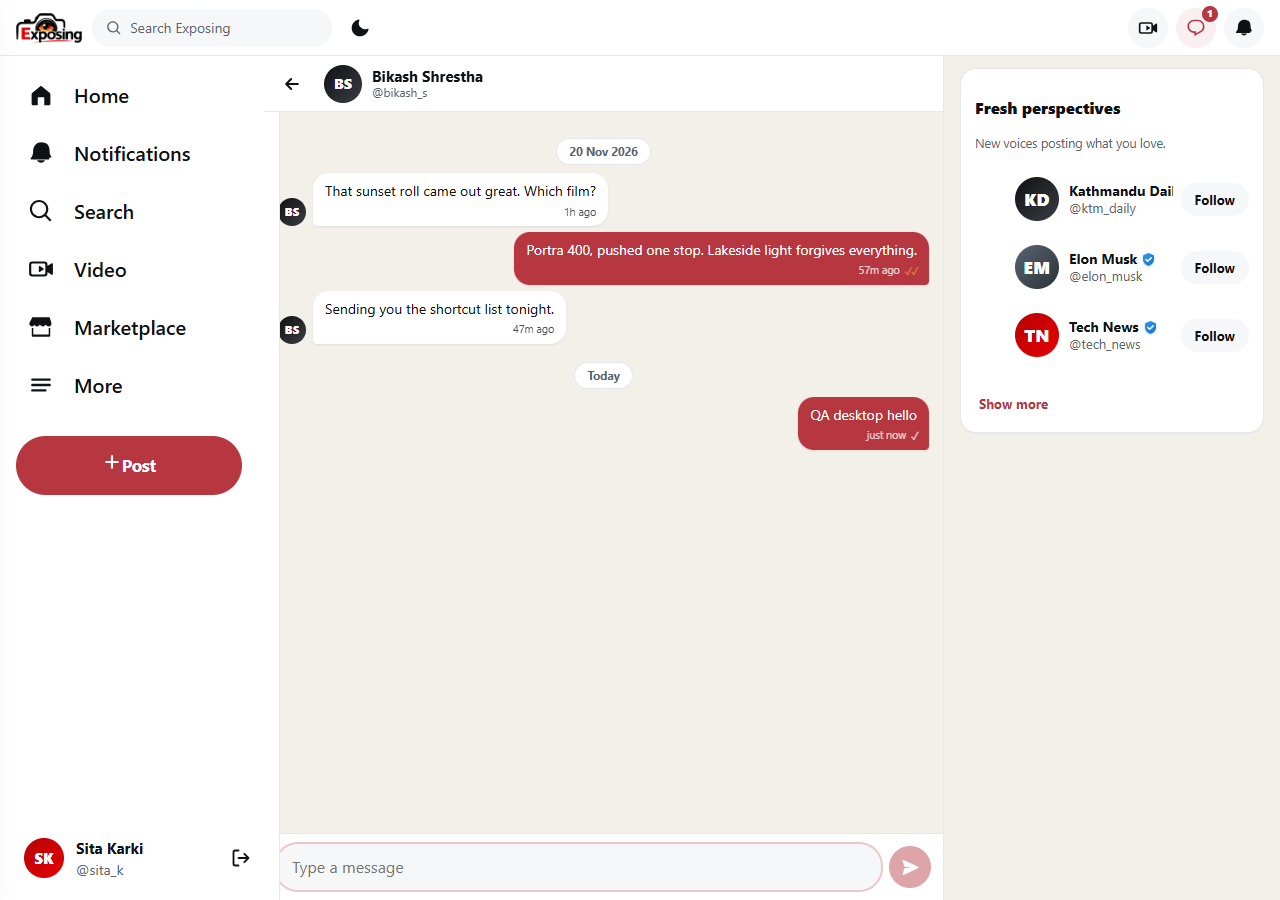 Exposing
Search Exposing
1
Home
Notifications
Search
Video
Marketplace
More
+ Post
SK
Sita Karki
@sita_k
BS
Bikash Shrestha
@bikash_s
20 Nov 2026
That sunset roll came out great. Which film?
1h ago
BS
Portra 400, pushed one stop. Lakeside light forgives everything.
57m ago ✓✓
Sending you the shortcut list tonight.
47m ago
BS
Today
QA desktop hello
just now ✓
Type a message
Fresh perspectives
New voices posting what you love.
KD
Kathmandu Dai
@ktm_daily
Follow
EM
Elon Musk
@elon_musk
Follow
TN
Tech News
@tech_news
Follow
Show more